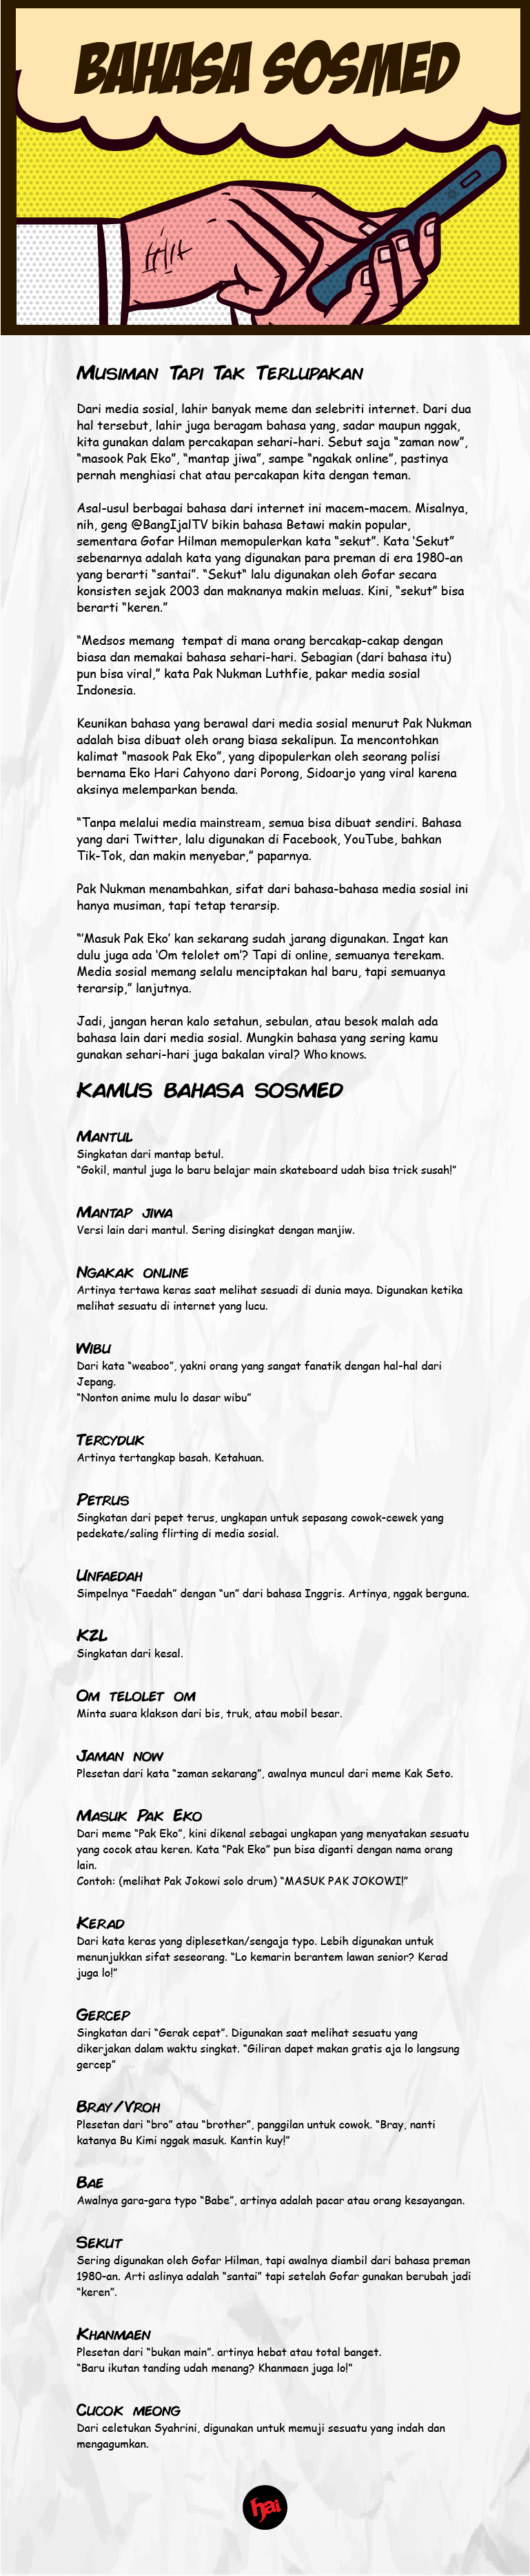 BAHASA SOSMED
Musiman Tapi Tak Terlupakan
Dari media sosial, lahir banyak meme dan selebriti internet. Dari dua
hal tersebut, lahir juga beragam bahasa yang, sadar maupun nggak,
kita gunakan dalam percakapan sehari-hari. Sebut saja “zaman now”,
“masook Pak Eko”, “mantap jiwa”, sampe “ngakak online”, pastinya
pernah menghiasi chat atau percakapan kita dengan teman.
Asal-usul berbagai bahasa dari internet ini macem-macem. Misalnya,
nih, geng @BangIjalTV bikin bahasa Betawi makin popular,
sementara Gofar Hilman memopulerkan kata “sekut”. Kata ‘Sekut”
sebenarnya adalah kata yang digunakan para preman di era 1980-an
yang berarti “santai”. “Sekut“ lalu digunakan oleh Gofar secara
konsisten sejak 2003 dan maknanya makin meluas. Kini, “sekut” bisa
berarti “keren.”
“Medsos memang  tempat di mana orang bercakap-cakap dengan
biasa dan memakai bahasa sehari-hari. Sebagian (dari bahasa itu)
pun bisa viral,” kata Pak Nukman Luthfie, pakar media sosial
Indonesia.
Keunikan bahasa yang berawal dari media sosial menurut Pak Nukman
adalah bisa dibuat oleh orang biasa sekalipun. Ia mencontohkan
kalimat “masook Pak Eko”, yang dipopulerkan oleh seorang polisi
bernama Eko Hari Cahyono dari Porong, Sidoarjo yang viral karena
aksinya melemparkan benda.
“Tanpa melalui media mainstream, semua bisa dibuat sendiri. Bahasa
yang dari Twitter, lalu digunakan di Facebook, YouTube, bahkan
Tik-Tok, dan makin menyebar,” paparnya.
Pak Nukman menambahkan, sifat dari bahasa-bahasa media sosial ini
hanya musiman, tapi tetap terarsip.
“’Masuk Pak Eko’ kan sekarang sudah jarang digunakan. Ingat kan
dulu juga ada ‘Om telolet om’? Tapi di online, semuanya terekam.
Media sosial memang selalu menciptakan hal baru, tapi semuanya
terarsip,” lanjutnya.
Jadi, jangan heran kalo setahun, sebulan, atau besok malah ada
bahasa lain dari media sosial. Mungkin bahasa yang sering kamu
gunakan sehari-hari juga bakalan viral? Who knows.
Kamus bahasa sosmed
Mantul
Singkatan dari mantap betul.
“Gokil, mantul juga lo baru belajar main skateboard udah bisa trick susah!”
Mantap jiwa
Versi lain dari mantul. Sering disingkat dengan manjiw.
Ngakak online
Artinya tertawa keras saat melihat sesuadi di dunia maya. Digunakan ketika
melihat sesuatu di internet yang lucu.
Wibu
Dari kata “weaboo”, yakni orang yang sangat fanatik dengan hal-hal dari
Jepang.
“Nonton anime mulu lo dasar wibu”
Tercyduk
Artinya tertangkap basah. Ketahuan.
Petrus
Singkatan dari pepet terus, ungkapan untuk sepasang cowok-cewek yang
pedekate/saling flirting di media sosial.
Unfaedah
Simpelnya “Faedah” dengan “un” dari bahasa Inggris. Artinya, nggak berguna.
KZL
Singkatan dari kesal.
Om telolet om
Minta suara klakson dari bis, truk, atau mobil besar.
Jaman now
Plesetan dari kata “zaman sekarang”, awalnya muncul dari meme Kak Seto.
Masuk Pak Eko
Dari meme “Pak Eko”, kini dikenal sebagai ungkapan yang menyatakan sesuatu
yang cocok atau keren. Kata “Pak Eko” pun bisa diganti dengan nama orang
lain.
Contoh: (melihat Pak Jokowi solo drum) “MASUK PAK JOKOWI!”
Kerad
Dari kata keras yang diplesetkan/sengaja typo. Lebih digunakan untuk
menunjukkan sifat seseorang. “Lo kemarin berantem lawan senior? Kerad
juga lo!”
Gercep
Singkatan dari “Gerak cepat”. Digunakan saat melihat sesuatu yang
dikerjakan dalam waktu singkat. “Giliran dapet makan gratis aja lo langsung
gercep”
Bray/Vroh
Plesetan dari “bro” atau “brother”, panggilan untuk cowok. “Bray, nanti
katanya Bu Kimi nggak masuk. Kantin kuy!”
Bae
Awalnya gara-gara typo “Babe”, artinya adalah pacar atau orang kesayangan.
Sekut
Sering digunakan oleh Gofar Hilman, tapi awalnya diambil dari bahasa preman
1980-an. Arti aslinya adalah “santai” tapi setelah Gofar gunakan berubah jadi
“keren”.
Khanmaen
Plesetan dari “bukan main”. artinya hebat atau total banget.
“Baru ikutan tanding udah menang? Khanmaen juga lo!”
Cucok meong
Dari celetukan Syahrini, digunakan untuk memuji sesuatu yang indah dan
mengagumkan.
hai